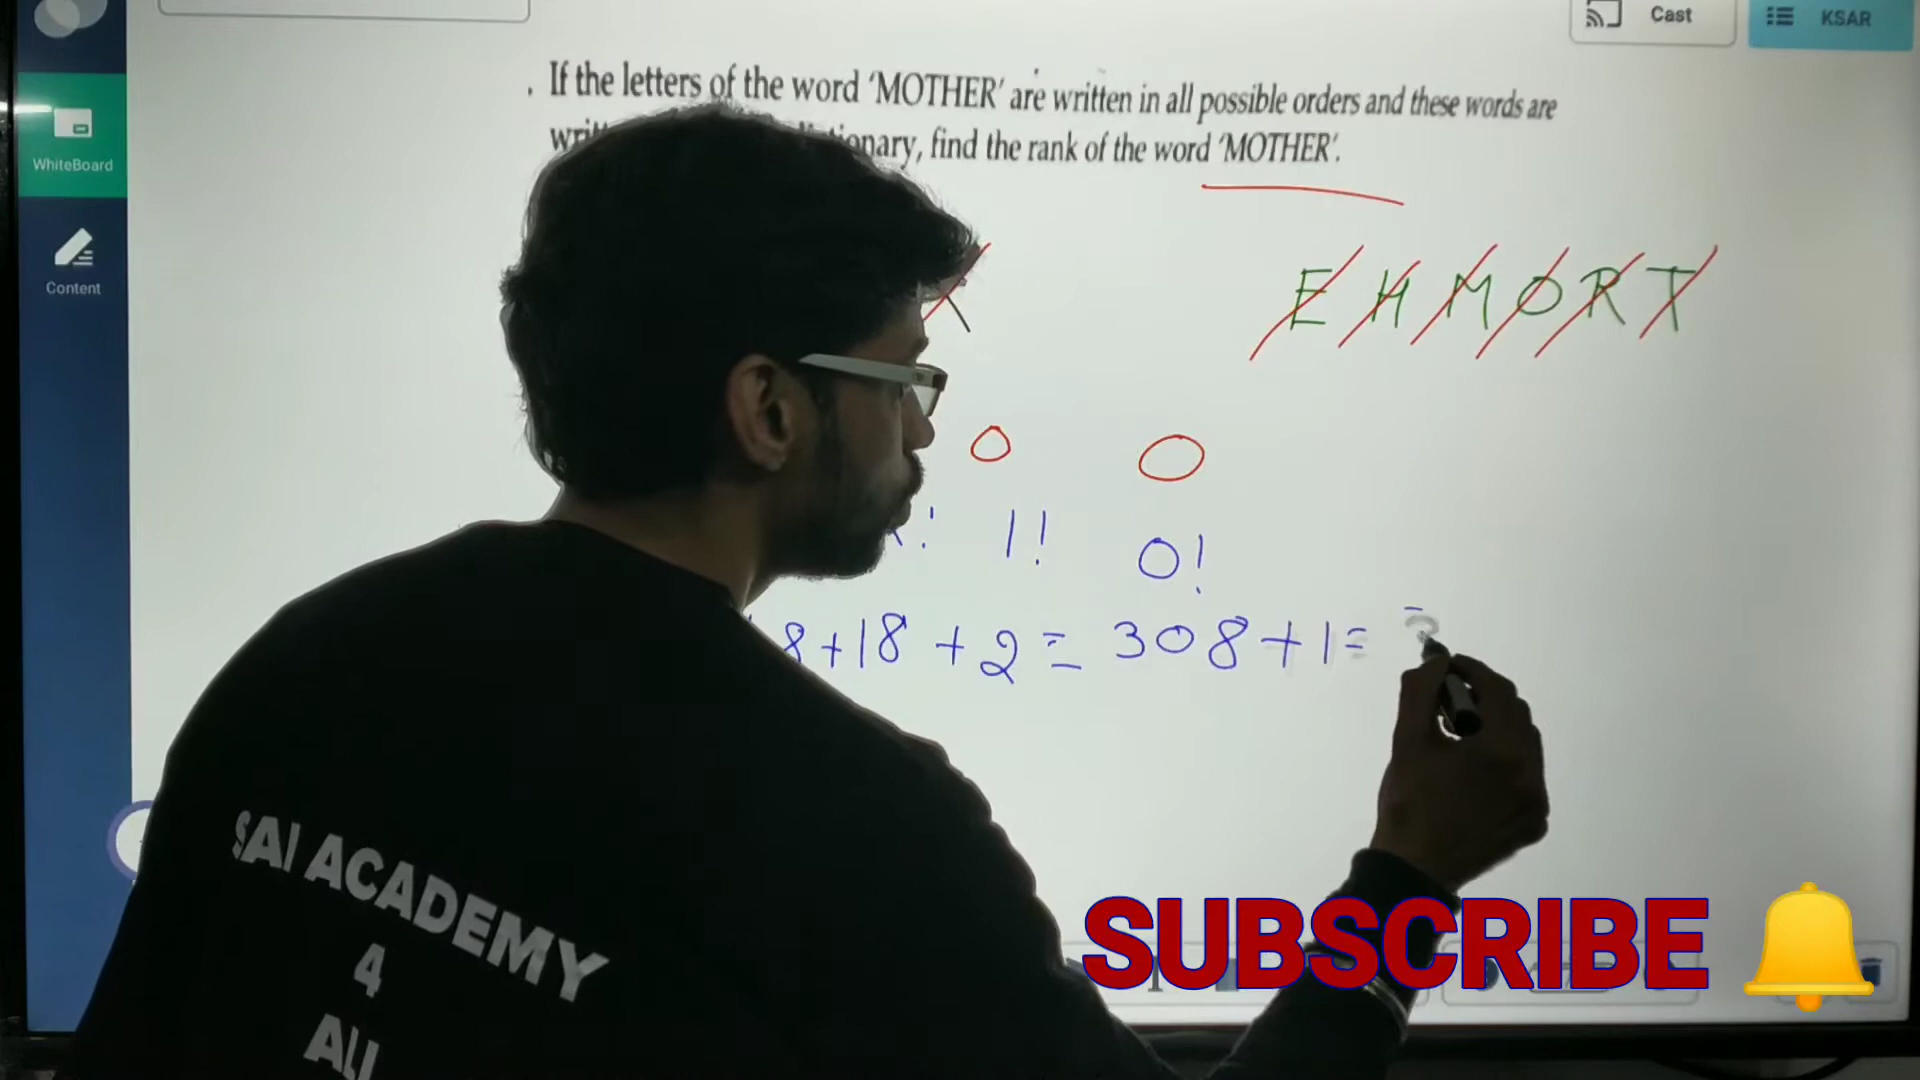 Cast
KSAR
WhiteBoard
Content
. If the letters of the word ‘MOTHER’ are written in all possible orders and these words are
dictionary, find the rank of the word ‘MOTHER’.
E H M O R T
0 0
! 1! 0!
8+18+2= 308+1=
SAI ACADEMY
4
ALL
SUBSCRIBE